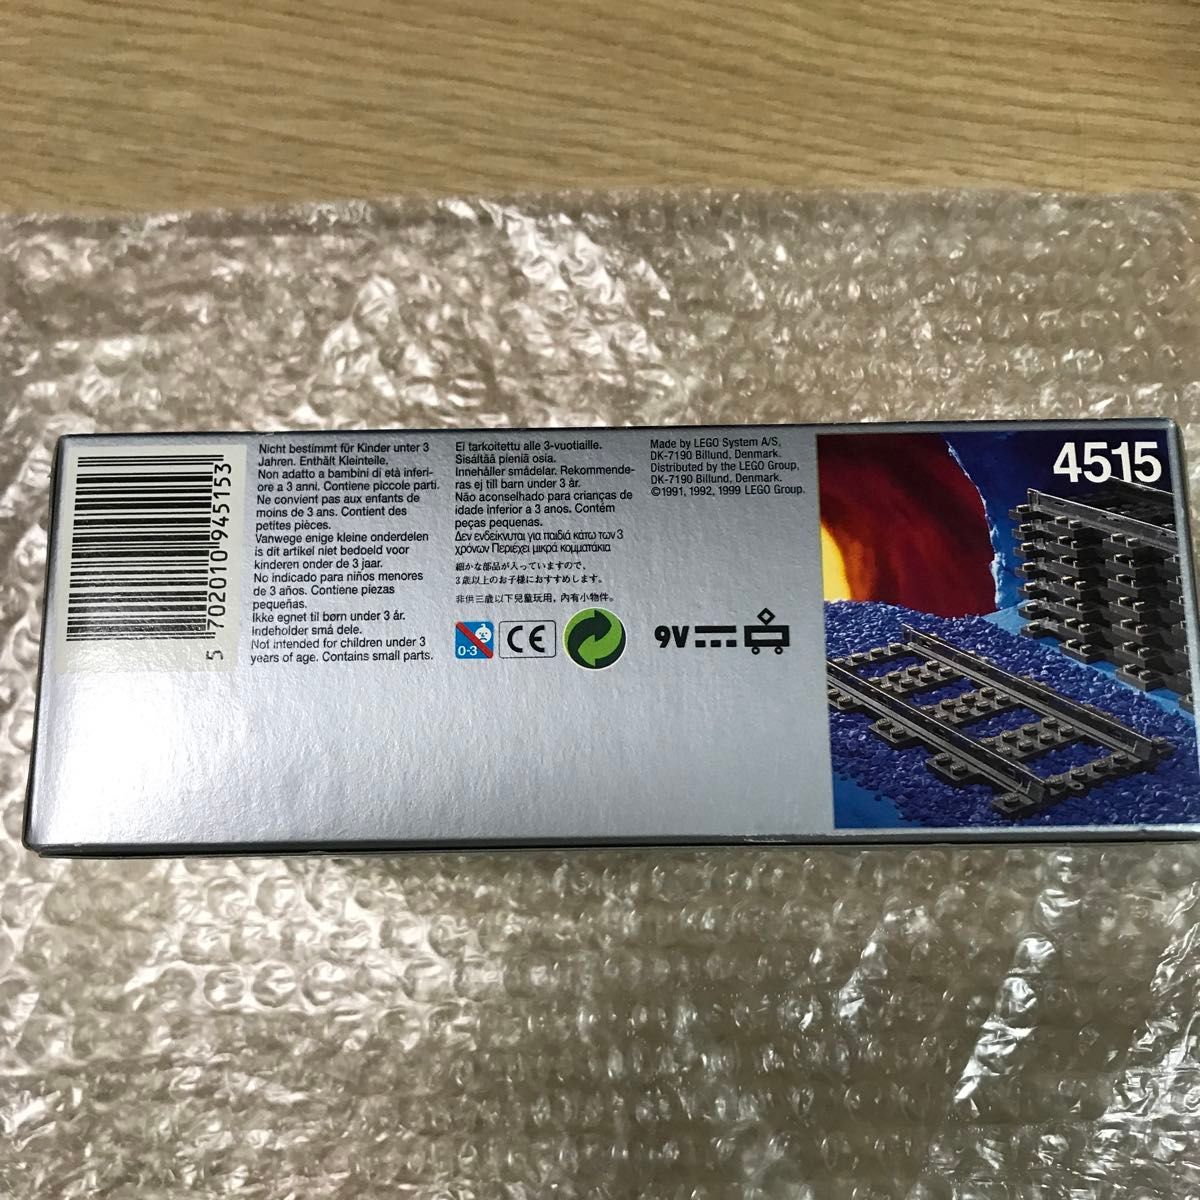 5 702010 945153
Nicht bestimmt für Kinder unter 3
Jahren. Enthält Kleinteile.
Non adatto a bambini di età inferi-
ore a 3 anni. Contiene piccole parti.
Ne convient pas aux enfants de
moins de 3 ans. Contient des
petites pièces.
Vanwege enige kleine onderdelen
is dit artikel niet bedoeld voor
kinderen onder de 3 jaar.
No indicado para niños menores
de 3 años. Contiene piezas
pequeñas.
Ikke egnet til børn under 3 år.
Indeholder små dele.
Not intended for children under 3
years of age. Contains small parts.
Ei tarkoitettu alle 3-vuotiaille.
Sisältää pieniä osia.
Innehåller smådelar. Rekommende-
ras ej till barn under 3 år.
Não aconselhado para crianças de
idade inferior a 3 anos. Contém
peças pequenas.
Δεν ενδείκνυται για παιδιά κάτω των 3
χρόνων Περιέχει μικρά κομματάκια
細かな部品が入っていますので、
3歳以上のお子様におすすめします。
非供三歲以下兒童玩用，內有小物件。
0-3
CE
Made by LEGO System A/S,
DK-7190 Billund, Denmark.
Distributed by the LEGO Group,
DK-7190 Billund, Denmark.
©1991, 1992, 1999 LEGO Group.
9V
4515